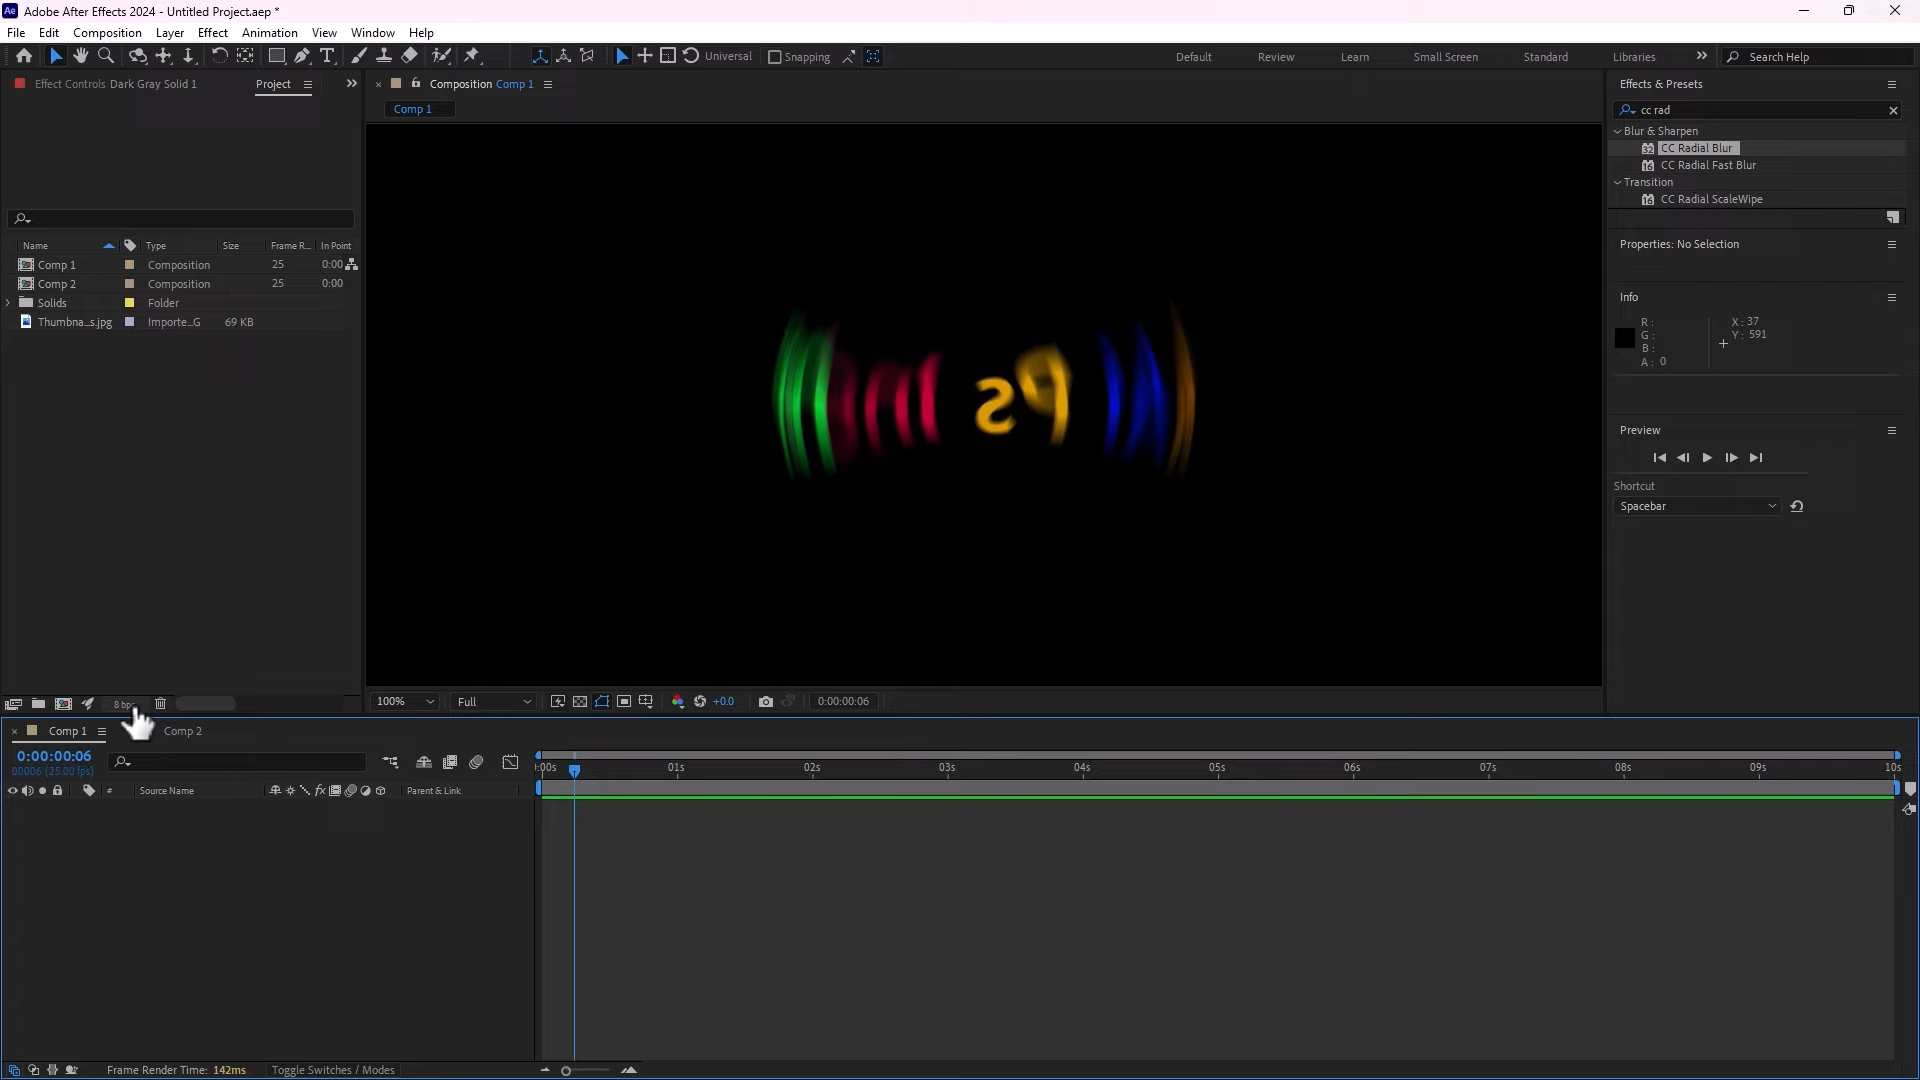 Adobe After Effects 2024 - Untitled Project.aep *
File Edit Composition Layer Effect Animation View Window Help
Universal Snapping Default Review Learn Small Screen Standard Libraries Search Help
Effect Controls Dark Gray Solid 1 Project
Composition Comp 1
Comp 1
Effects & Presets
cc rad
Blur & Sharpen
32 CC Radial Blur
16 CC Radial Fast Blur
Transition
16 CC Radial ScaleWipe
Properties: No Selection
Info
R:
G:
B:
A: 0
X: 37
Y: 591
Preview
Shortcut
Spacebar
Name Type Size Frame R... In Point
Comp 1 Composition 25 0:00
Comp 2 Composition 25 0:00
Solids Folder
Thumbna...s.jpg Importe...G 69 KB
100% Full +0.0 0:00:00:06
Comp 1 Comp 2
0:00:00:06
00006 (25.00 fps)
:00s 01s 02s 03s 04s 05s 06s 07s 08s 09s 10s
# Source Name Parent & Link
Frame Render Time: 142ms Toggle Switches / Modes